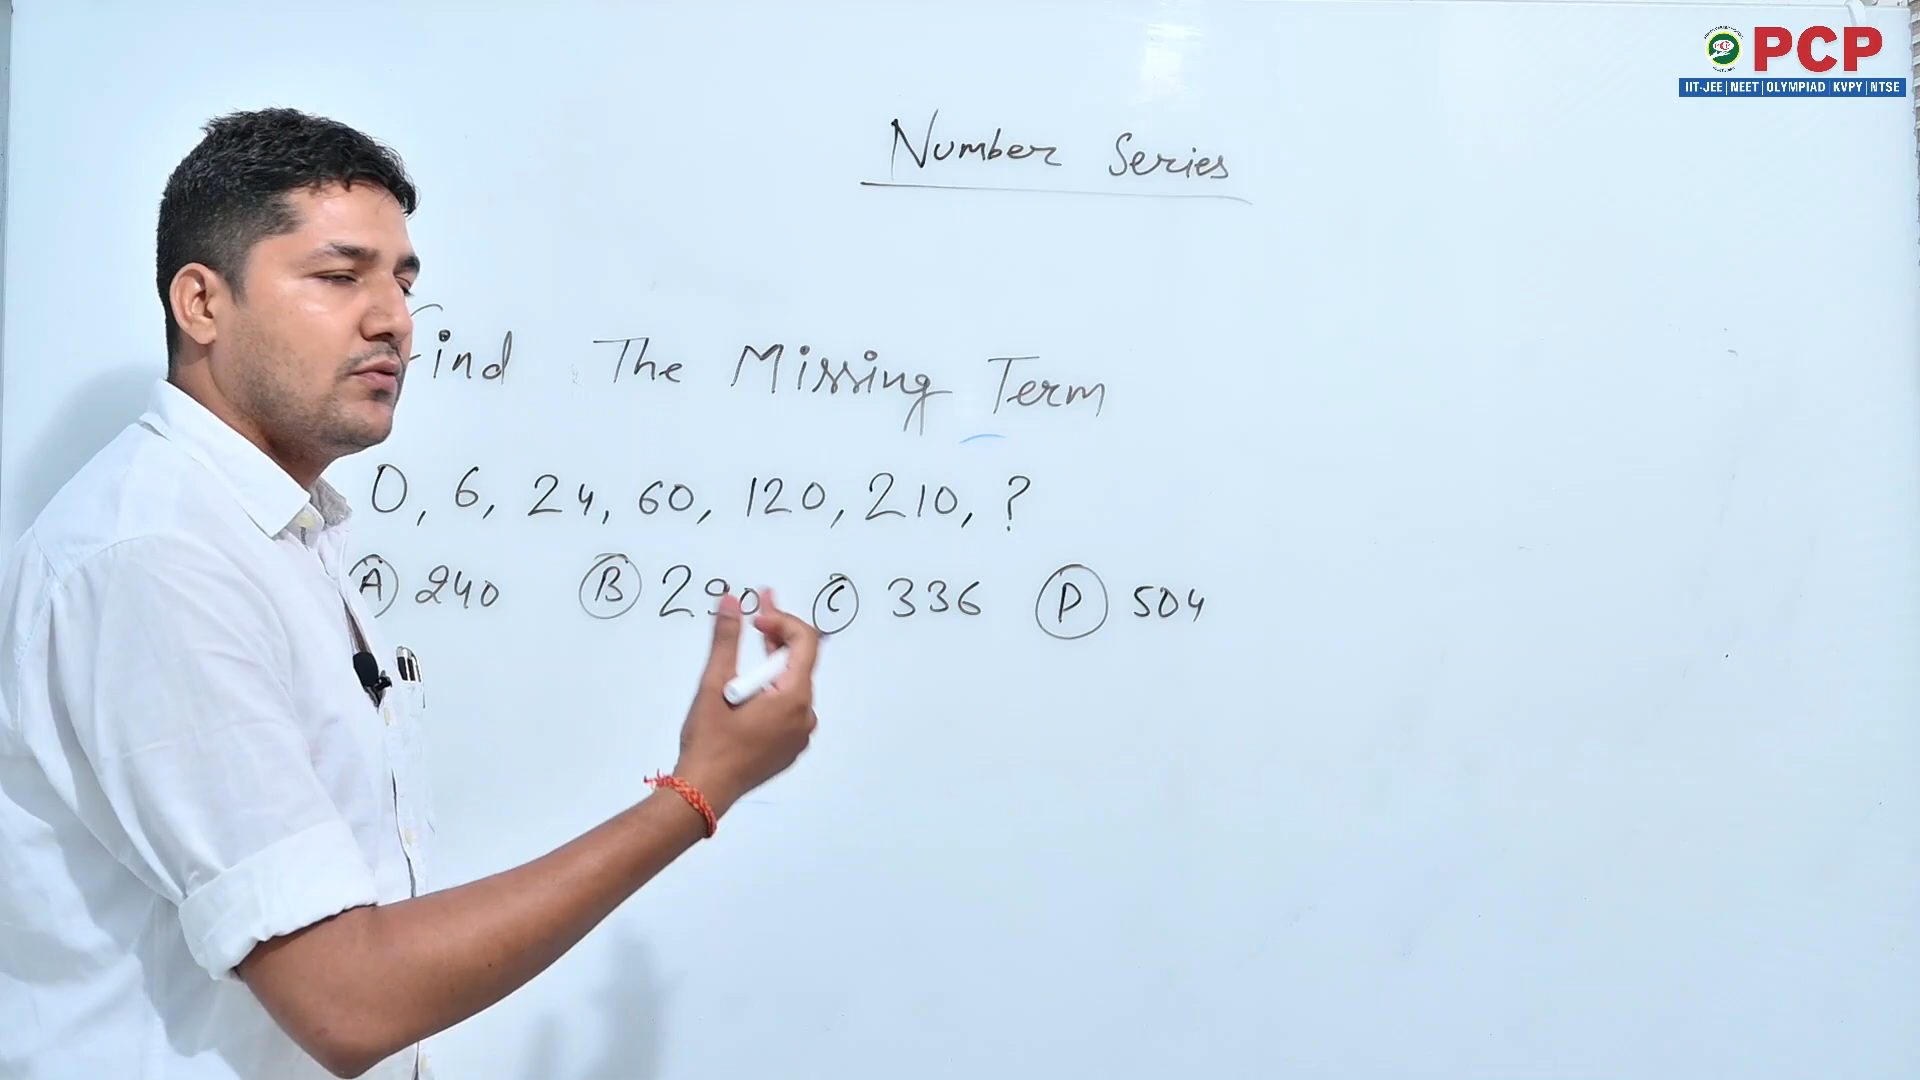 PCP
IIT-JEE | NEET | OLYMPIAD | KVPY | NTSE
Number Series
Find The Missing Term
0, 6, 24, 60, 120, 210, ?
(A) 240 (B) 290 (C) 336 (D) 504